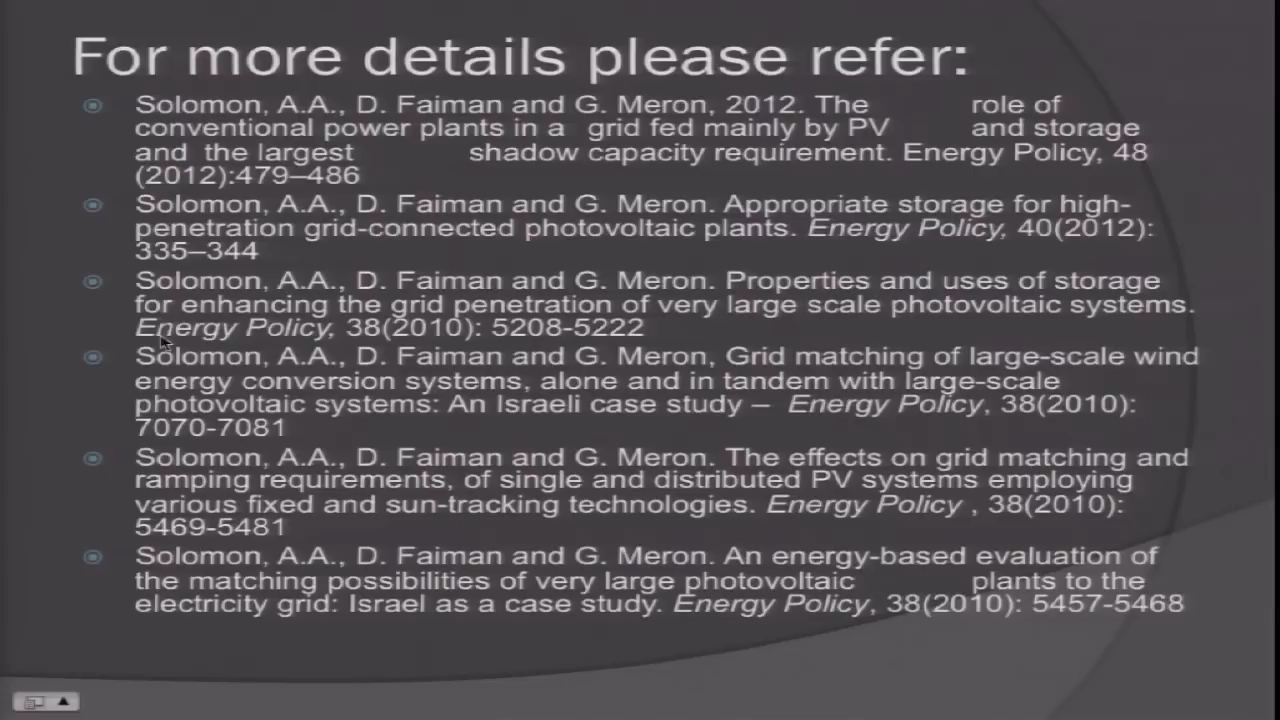 For more details please refer:
Solomon, A.A., D. Faiman and G. Meron, 2012. The role of
conventional power plants in a grid fed mainly by PV and storage
and the largest shadow capacity requirement. Energy Policy, 48
(2012):479–486
Solomon, A.A., D. Faiman and G. Meron. Appropriate storage for high-
penetration grid-connected photovoltaic plants. Energy Policy, 40(2012):
335–344
Solomon, A.A., D. Faiman and G. Meron. Properties and uses of storage
for enhancing the grid penetration of very large scale photovoltaic systems.
Energy Policy, 38(2010): 5208-5222
Solomon, A.A., D. Faiman and G. Meron, Grid matching of large-scale wind
energy conversion systems, alone and in tandem with large-scale
photovoltaic systems: An Israeli case study – Energy Policy, 38(2010):
7070-7081
Solomon, A.A., D. Faiman and G. Meron. The effects on grid matching and
ramping requirements, of single and distributed PV systems employing
various fixed and sun-tracking technologies. Energy Policy , 38(2010):
5469-5481
Solomon, A.A., D. Faiman and G. Meron. An energy-based evaluation of
the matching possibilities of very large photovoltaic plants to the
electricity grid: Israel as a case study. Energy Policy, 38(2010): 5457-5468